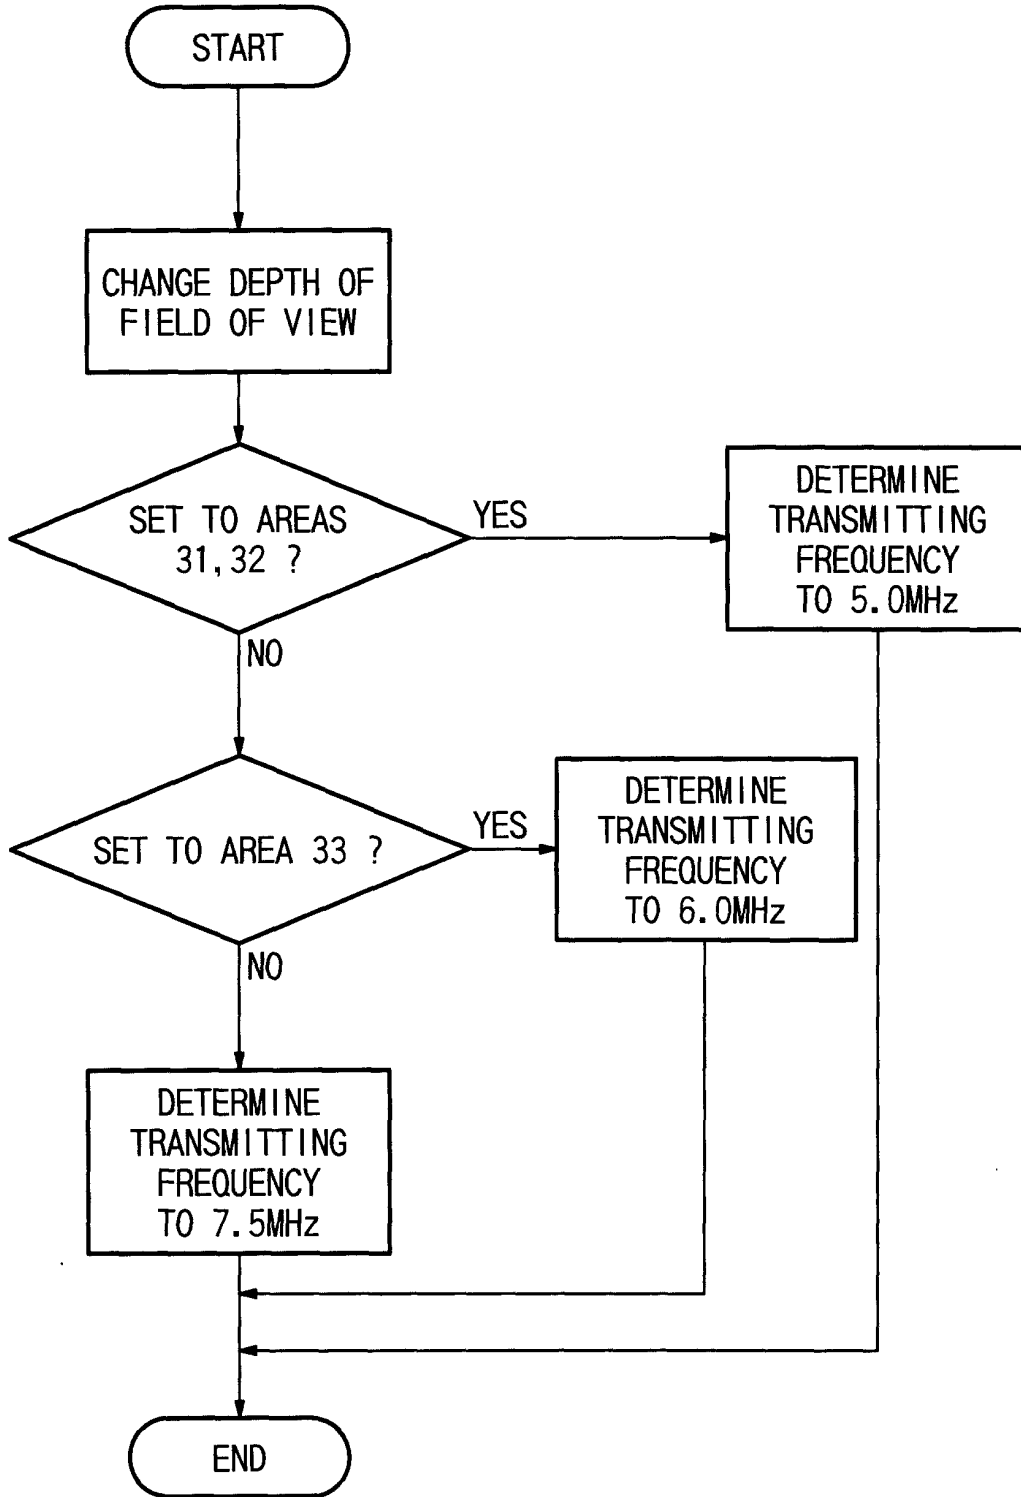 START
CHANGE DEPTH OF
FIELD OF VIEW
SET TO AREAS
31,32 ?
YES
DETERMINE
TRANSMITTING
FREQUENCY
TO 5.0MHz
NO
SET TO AREA 33 ?
YES
DETERMINE
TRANSMITTING
FREQUENCY
TO 6.0MHz
NO
DETERMINE
TRANSMITTING
FREQUENCY
TO 7.5MHz
END